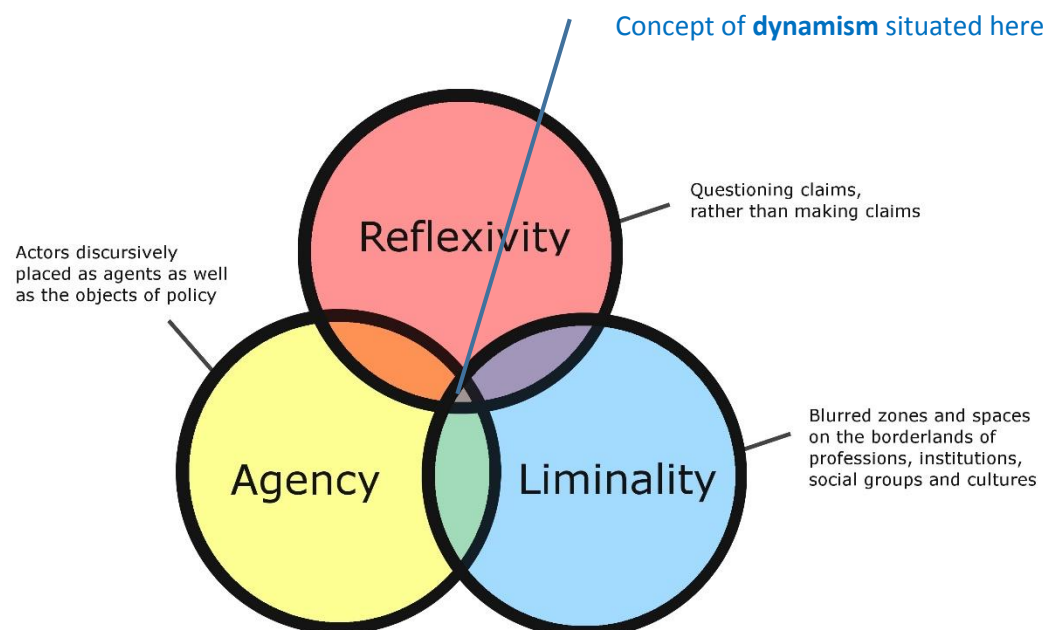 Concept of dynamism situated here
Questioning claims,
rather than making claims
Reflexivity
Actors discursively
placed as agents as well
as the objects of policy
Agency
Liminality
Blurred zones and spaces
on the borderlands of
professions, institutions,
social groups and cultures